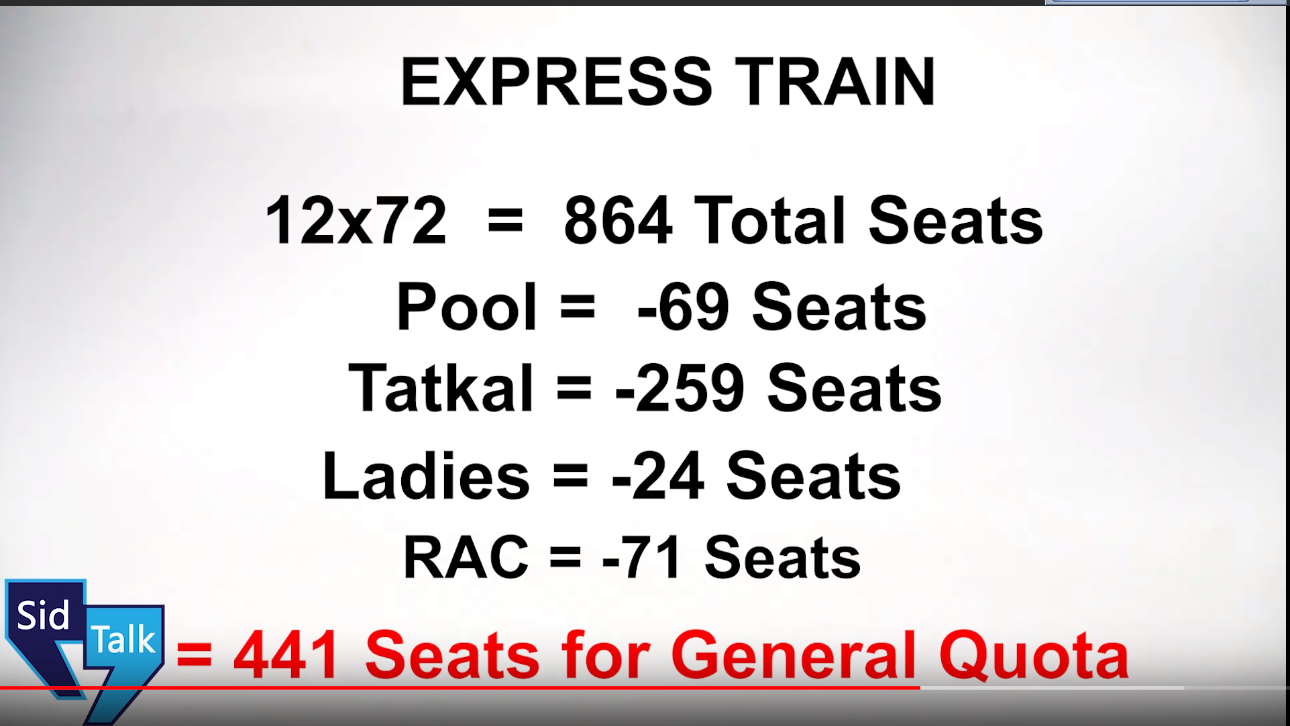 EXPRESS TRAIN
12x72 = 864 Total Seats
Pool = -69 Seats
Tatkal = -259 Seats
Ladies = -24 Seats
RAC = -71 Seats
= 441 Seats for General Quota
Sid
Talk